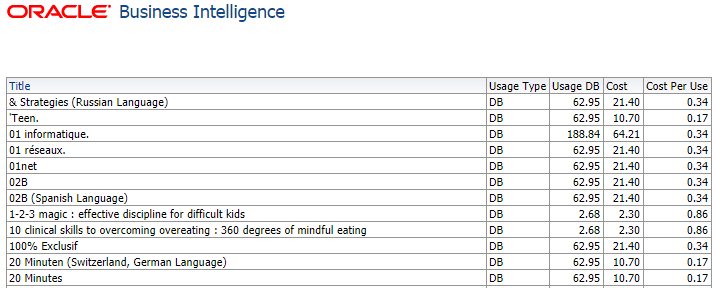 ORACLE Business Intelligence
Title Usage Type Usage DB Cost Cost Per Use
& Strategies (Russian Language) DB 62.95 21.40 0.34
'Teen. DB 62.95 10.70 0.17
01 informatique. DB 188.84 64.21 0.34
01 réseaux. DB 62.95 21.40 0.34
01net DB 62.95 21.40 0.34
02B DB 62.95 21.40 0.34
02B (Spanish Language) DB 62.95 21.40 0.34
1-2-3 magic : effective discipline for difficult kids DB 2.68 2.30 0.86
10 clinical skills to overcoming overeating : 360 degrees of mindful eating DB 2.68 2.30 0.86
100% Exclusif DB 62.95 21.40 0.34
20 Minuten (Switzerland, German Language) DB 62.95 10.70 0.17
20 Minutes DB 62.95 10.70 0.17